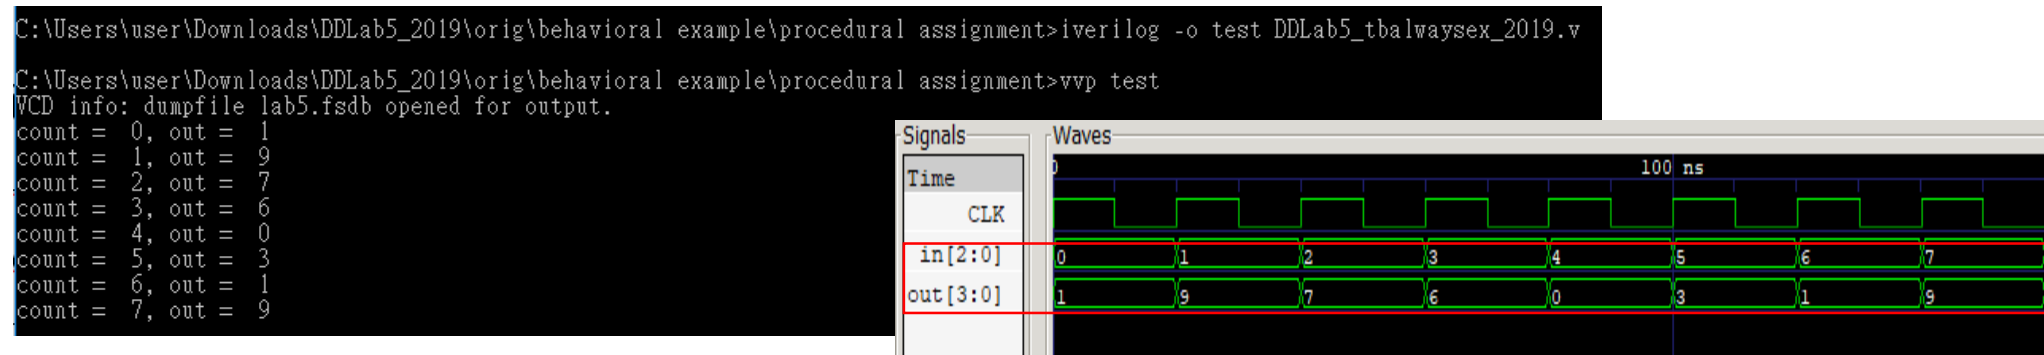 C:\Users\user\Downloads\DDLab5_2019\orig\behavioral example\procedural assignment>iverilog -o test DDLab5_tbalwaysex_2019.v
C:\Users\user\Downloads\DDLab5_2019\orig\behavioral example\procedural assignment>vvp test
VCD info: dumpfile lab5.fsdb opened for output.
count =  0, out =  1
count =  1, out =  9
count =  2, out =  7
count =  3, out =  6
count =  4, out =  0
count =  5, out =  3
count =  6, out =  1
count =  7, out =  9
Signals Waves
Time 0 100 ns
CLK
in[2:0] 0 1 2 3 4 5 6 7
out[3:0] 1 9 7 6 0 3 1 9